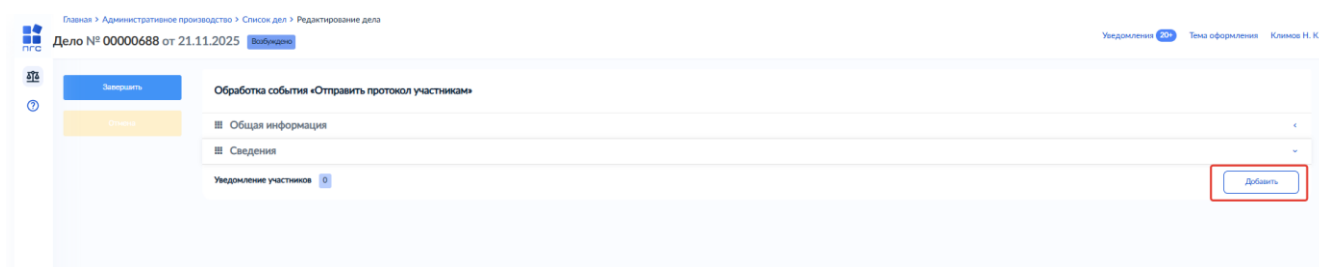 Главная > Административное производство > Список дел > Редактирование дела
Дело № 00000688 от 21.11.2025 Возбуждено
Уведомления 20+ Тема оформления Климов Н. К
пгс
Завершить
Обработка события «Отправить протокол участникам»
Отмена
Общая информация
Сведения
Уведомление участников 0
Добавить